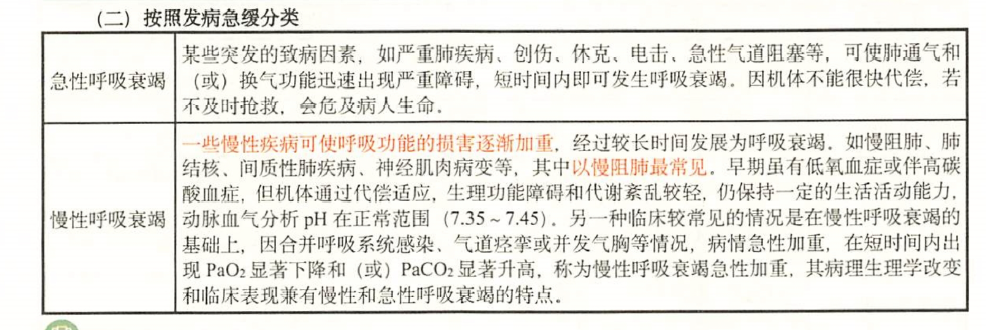 （二）按照发病急缓分类
急性呼吸衰竭
某些突发的致病因素，如严重肺疾病、创伤、休克、电击、急性气道阻塞等，可使肺通气和
（或）换气功能迅速出现严重障碍，短时间内即可发生呼吸衰竭。因机体不能很快代偿，若
不及时抢救，会危及病人生命。
慢性呼吸衰竭
一些慢性疾病可使呼吸功能的损害逐渐加重，经过较长时间发展为呼吸衰竭。如慢阻肺、肺
结核、间质性肺疾病、神经肌肉病变等，其中以慢阻肺最常见。早期虽有低氧血症或伴高碳
酸血症，但机体通过代偿适应，生理功能障碍和代谢紊乱较轻，仍保持一定的生活活动能力，
动脉血气分析 pH 在正常范围（7.35～7.45）。另一种临床较常见的情况是在慢性呼吸衰竭的
基础上，因合并呼吸系统感染、气道痉挛或并发气胸等情况，病情急性加重，在短时间内出
现 PaO₂ 显著下降和（或）PaCO₂ 显著升高，称为慢性呼吸衰竭急性加重，其病理生理学改变
和临床表现兼有慢性和急性呼吸衰竭的特点。